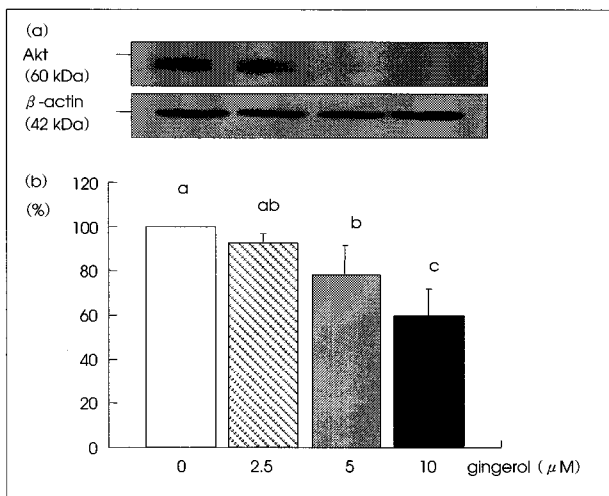 (a)
Akt
(60 kDa)
β-actin
(42 kDa)
(b)
(%)
120
100
80
60
40
20
0
a
ab
b
c
0 2.5 5 10 gingerol (μM)